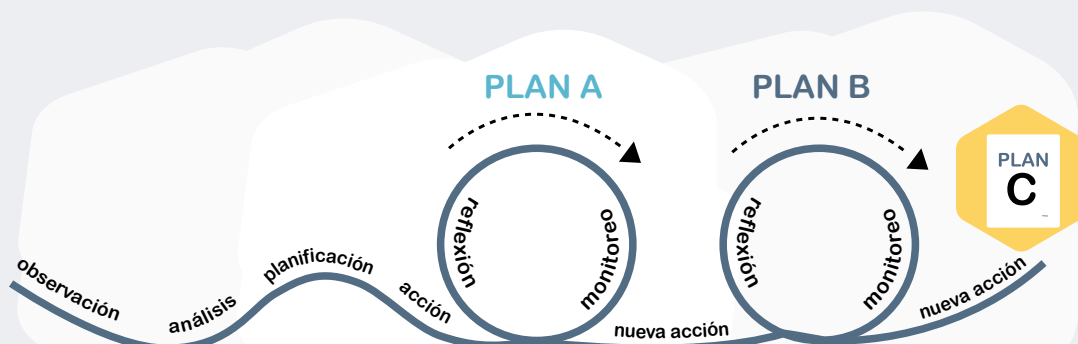 PLAN A
PLAN B
PLAN
C
observación
análisis
planificación
acción
reflexión
monitoreo
nueva acción
reflexión
monitoreo
nueva acción